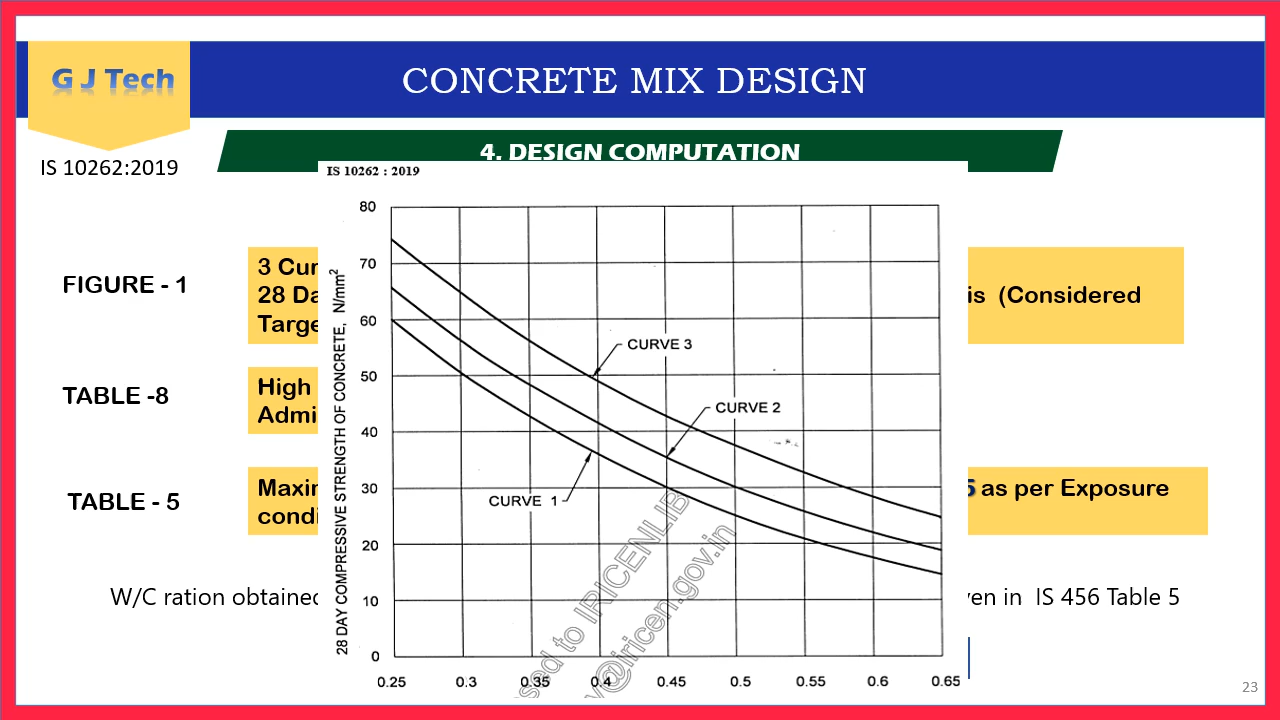 G J Tech
CONCRETE MIX DESIGN
IS 10262:2019
4. DESIGN COMPUTATION
IS 10262 : 2019
FIGURE - 1
3 Cur
28 Da
Targe
is (Considered
TABLE -8
High
Admi
TABLE - 5
Maxin
condi
5 as per Exposure
W/C ration obtained
ven in IS 456 Table 5
28 DAY COMPRESSIVE STRENGTH OF CONCRETE, N/mm²
80
70
60
50
40
30
20
10
0
CURVE 3
CURVE 2
CURVE 1
sed to IRICENLIB
y@iricen.gov.in
0.25 0.3 0.35 0.4 0.45 0.5 0.55 0.6 0.65
23